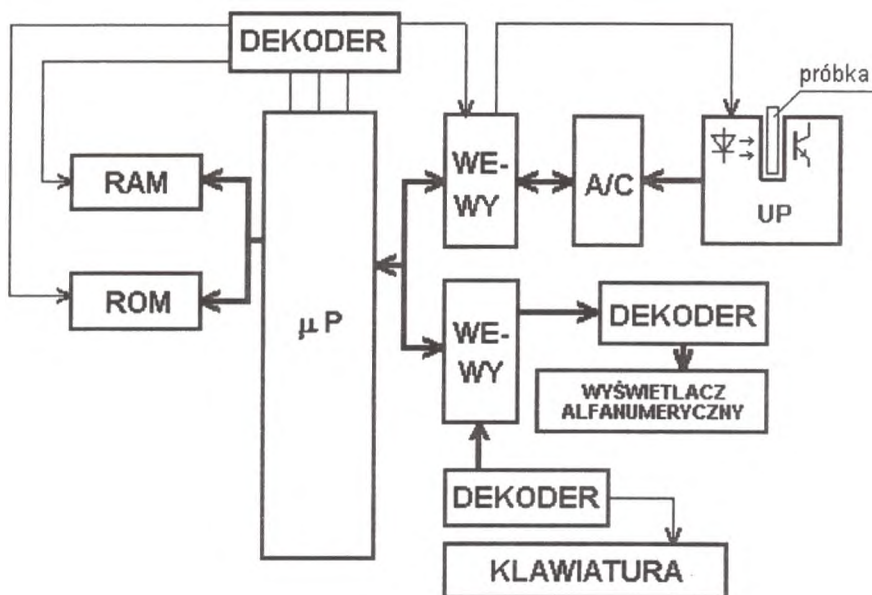 DEKODER
próbka
RAM
WE-
WY
A/C
UP
ROM
μP
WE-
WY
DEKODER
WYŚWIETLACZ
ALFANUMERYCZNY
DEKODER
KLAWIATURA